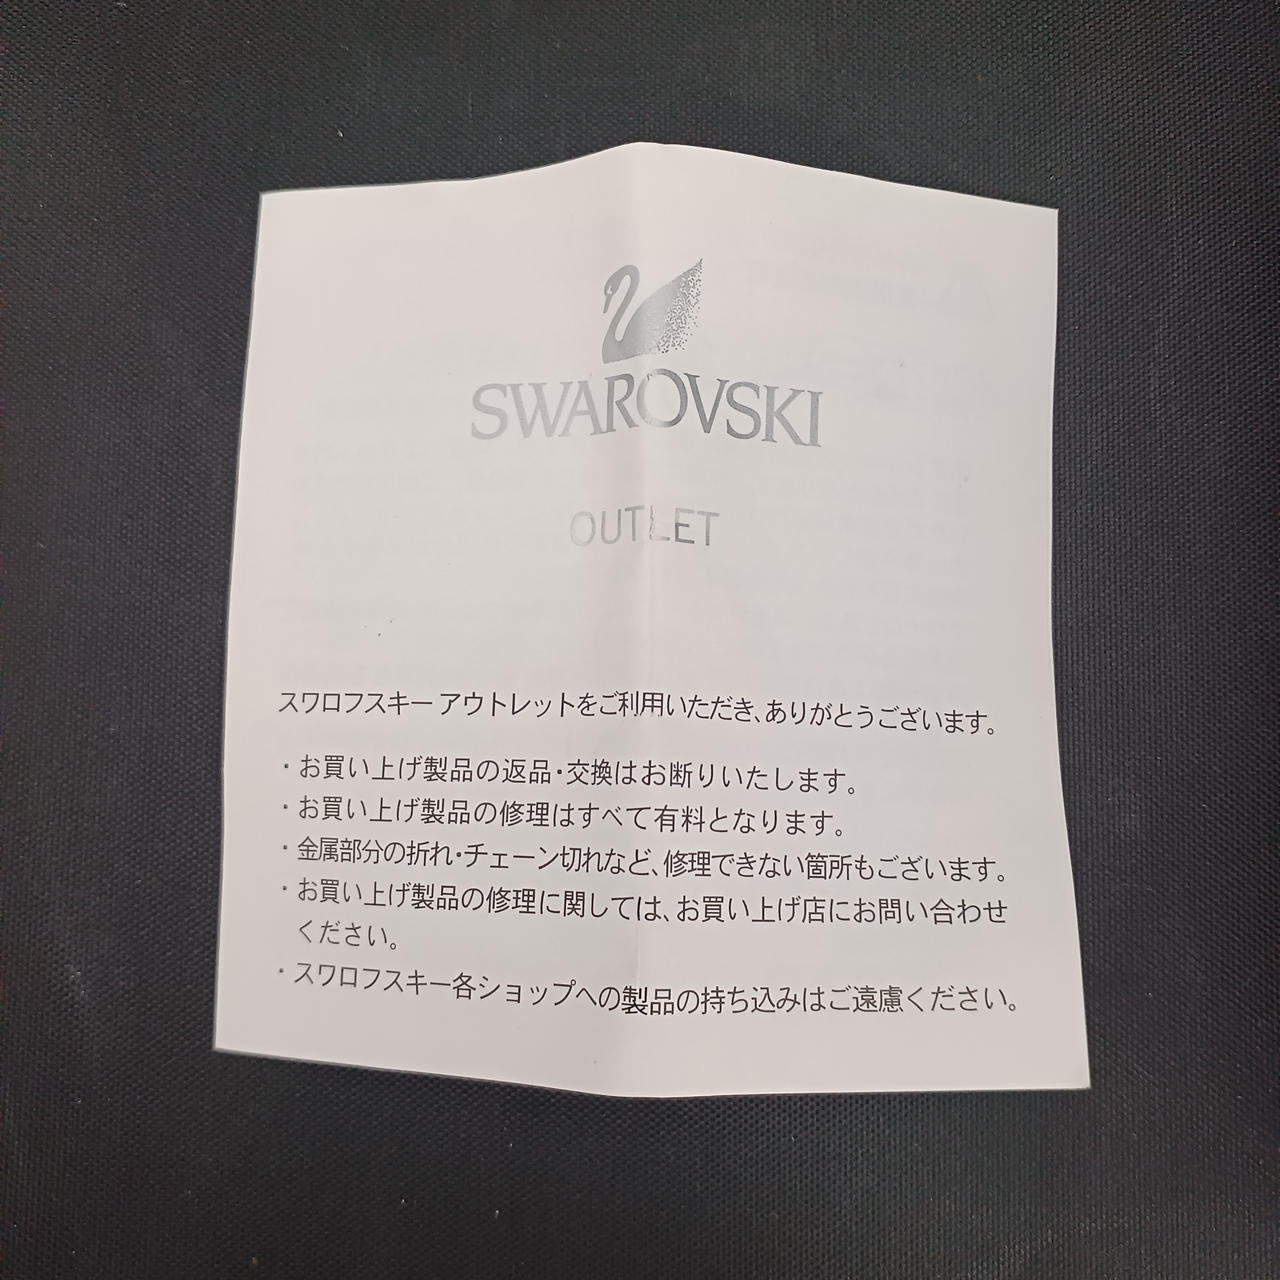 SWAROVSKI
OUTLET
スワロフスキー アウトレットをご利用いただき、ありがとうございます。
・お買い上げ製品の返品・交換はお断りいたします。
・お買い上げ製品の修理はすべて有料となります。
・金属部分の折れ・チェーン切れなど、修理できない箇所もございます。
・お買い上げ製品の修理に関しては、お買い上げ店にお問い合わせ
ください。
・スワロフスキー各ショップへの製品の持ち込みはご遠慮ください。